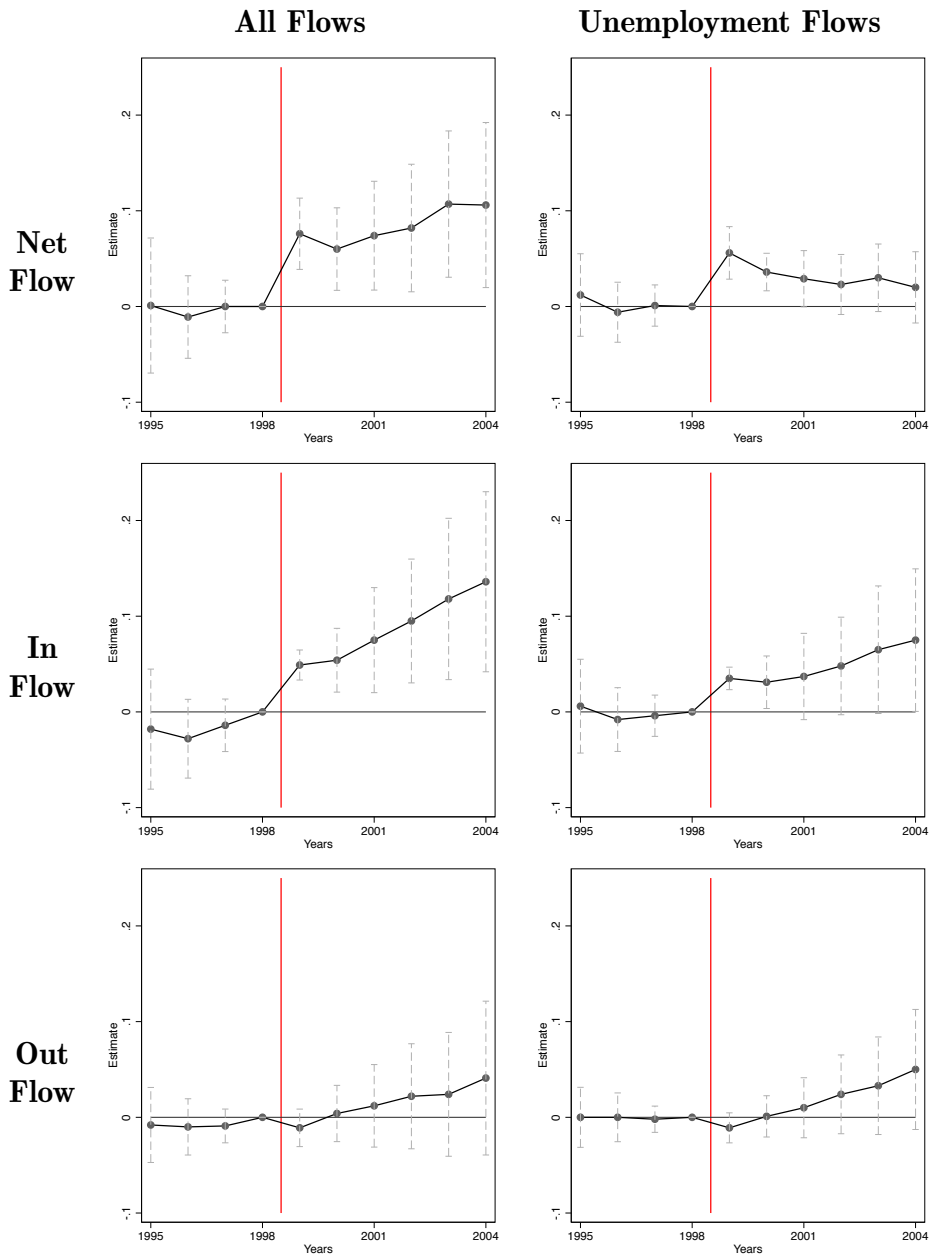 All Flows
Unemployment Flows
Net
Flow
.2
.1
0
-.1
Estimate
1995
1998
2001
2004
Years
.2
.1
0
-.1
Estimate
1995
1998
2001
2004
Years
In
Flow
.2
.1
0
-.1
Estimate
1995
1998
2001
2004
Years
.2
.1
0
-.1
Estimate
1995
1998
2001
2004
Years
Out
Flow
.2
.1
0
-.1
Estimate
1995
1998
2001
2004
Years
.2
.1
0
-.1
Estimate
1995
1998
2001
2004
Years